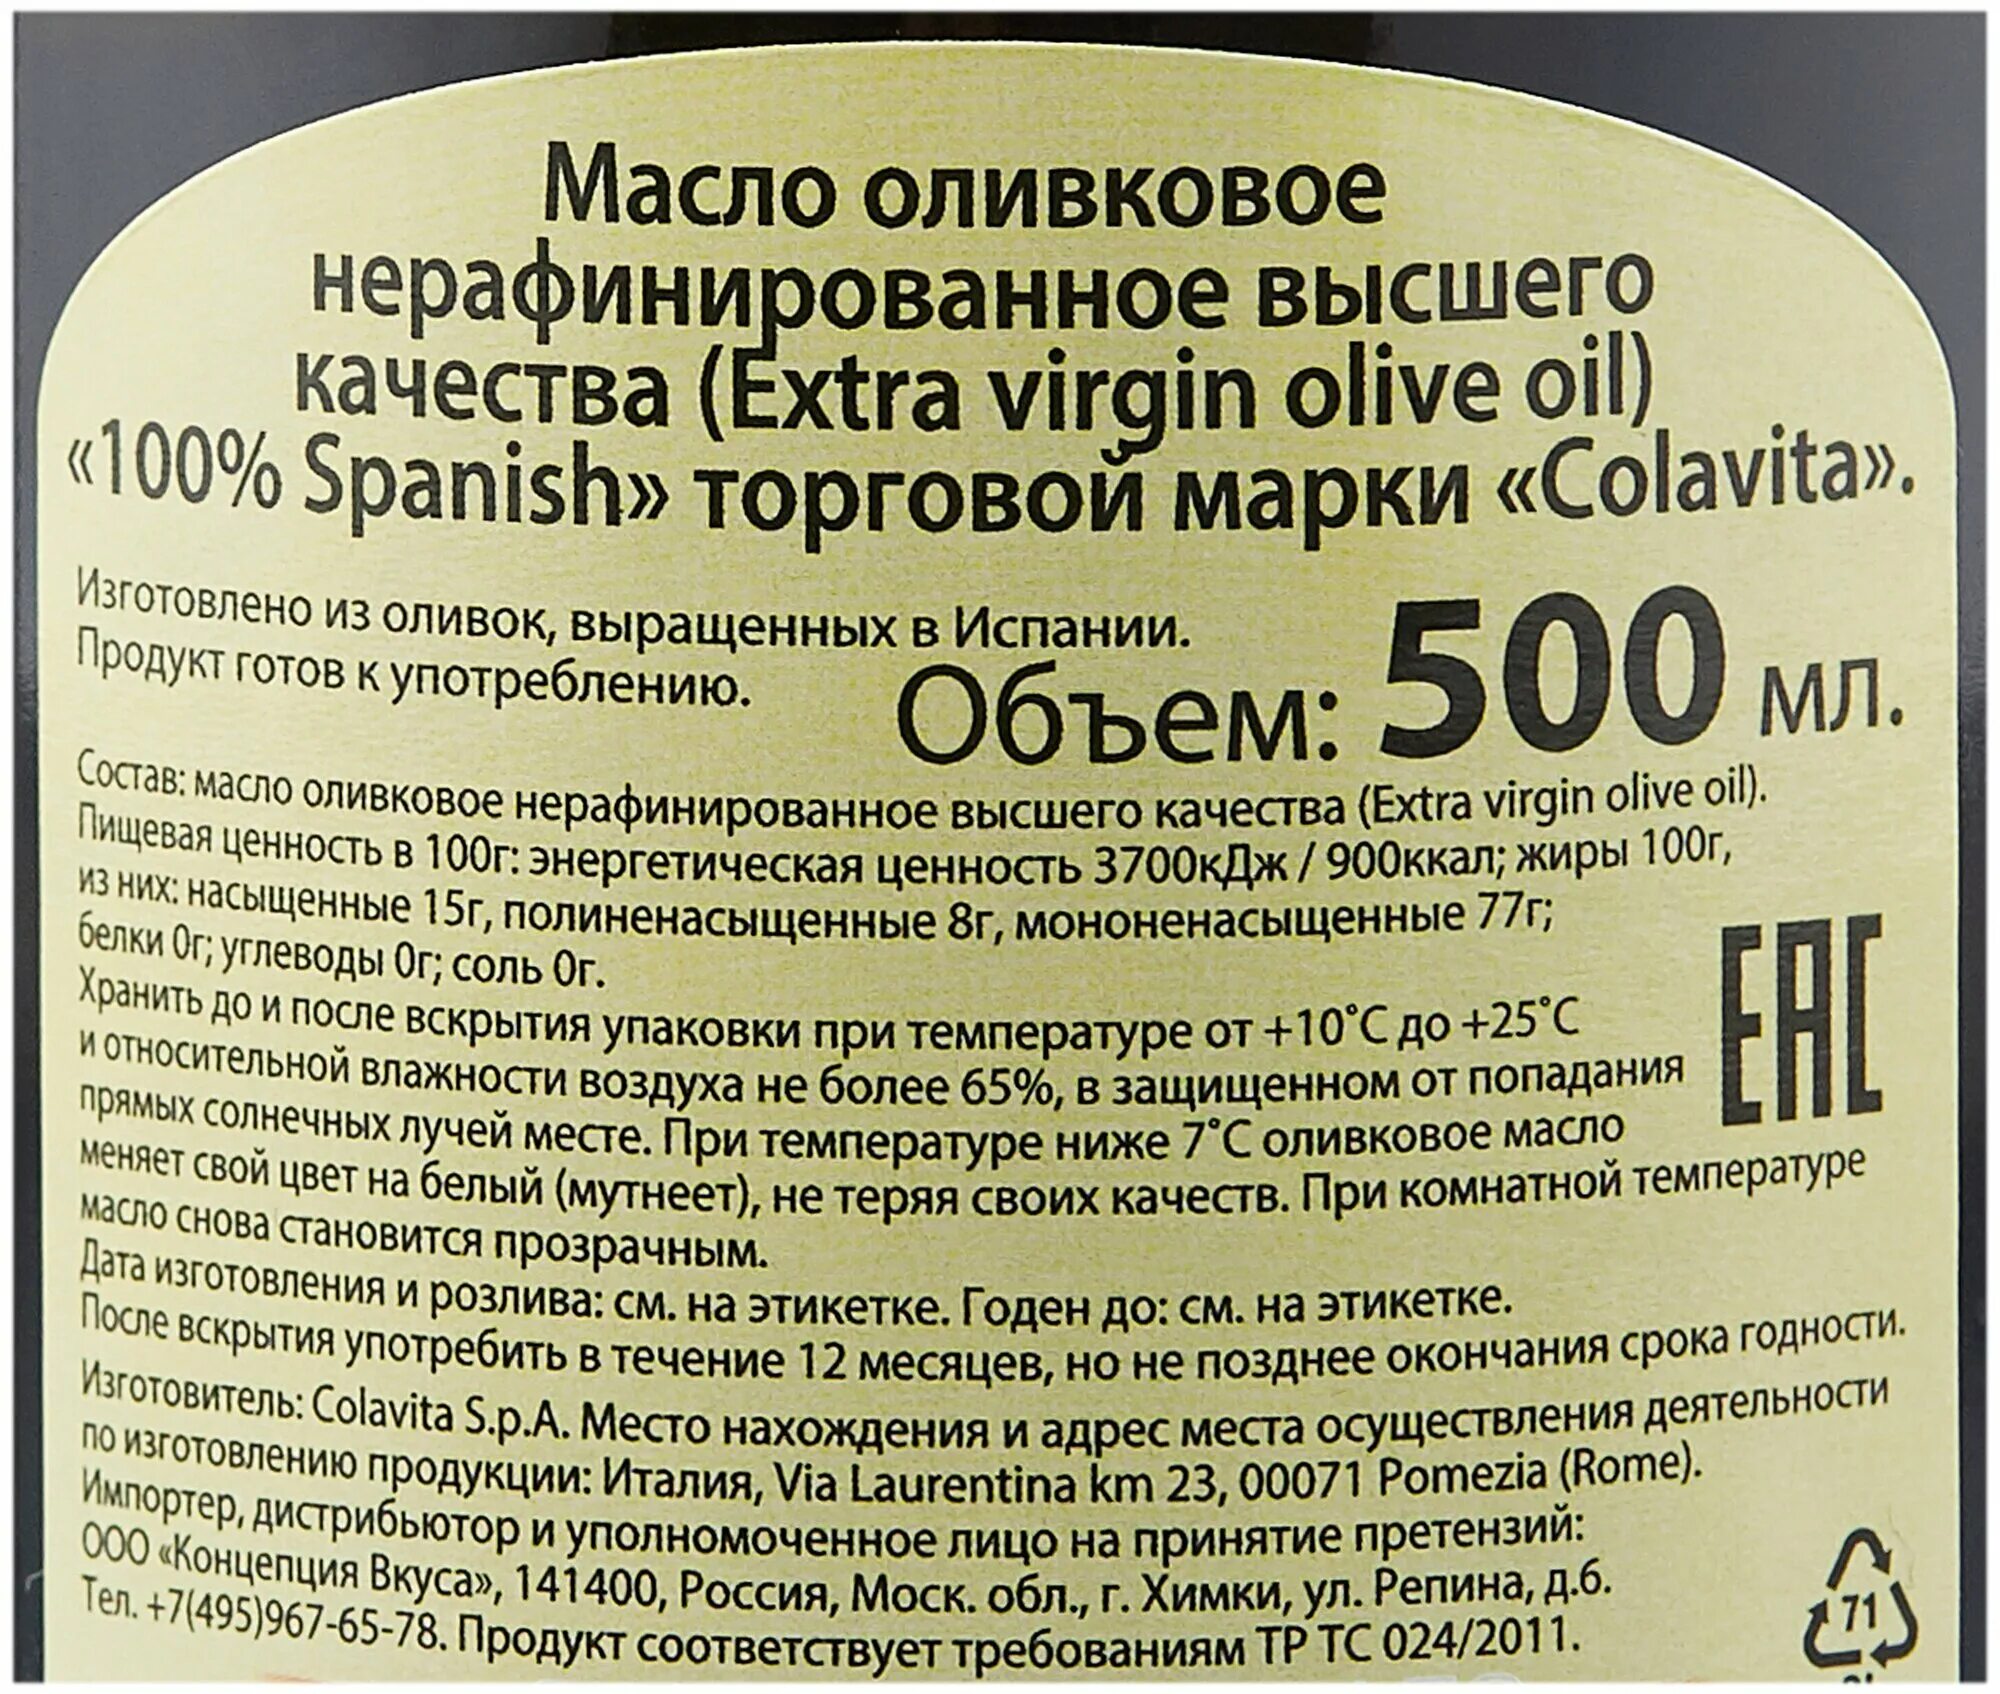 Масло оливковое
нерафинированное высшего
качества (Extra virgin olive oil)
«100% Spanish» торговой марки «Colavita».
Изготовлено из оливок, выращенных в Испании.
Продукт готов к употреблению.
Объем: 500 мл.
Состав: масло оливковое нерафинированное высшего качества (Extra virgin olive oil).
Пищевая ценность в 100г: энергетическая ценность 3700кДж / 900ккал; жиры 100г,
из них: насыщенные 15г, полиненасыщенные 8г, мононенасыщенные 77г;
белки 0г; углеводы 0г; соль 0г.
Хранить до и после вскрытия упаковки при температуре от +10°С до +25°С
и относительной влажности воздуха не более 65%, в защищенном от попадания
прямых солнечных лучей месте. При температуре ниже 7°С оливковое масло
меняет свой цвет на белый (мутнеет), не теряя своих качеств. При комнатной температуре
масло снова становится прозрачным.
EAC
Дата изготовления и розлива: см. на этикетке. Годен до: см. на этикетке.
После вскрытия употребить в течение 12 месяцев, но не позднее окончания срока годности.
Изготовитель: Colavita S.p.A. Место нахождения и адрес места осуществления деятельности
по изготовлению продукции: Италия, Via Laurentina km 23, 00071 Pomezia (Rome).
Импортер, дистрибьютор и уполномоченное лицо на принятие претензий:
ООО «Концепция Вкуса», 141400, Россия, Моск. обл., г. Химки, ул. Репина, д.6.
Тел. +7(495)967-65-78. Продукт соответствует требованиям ТР ТС 024/2011.
71